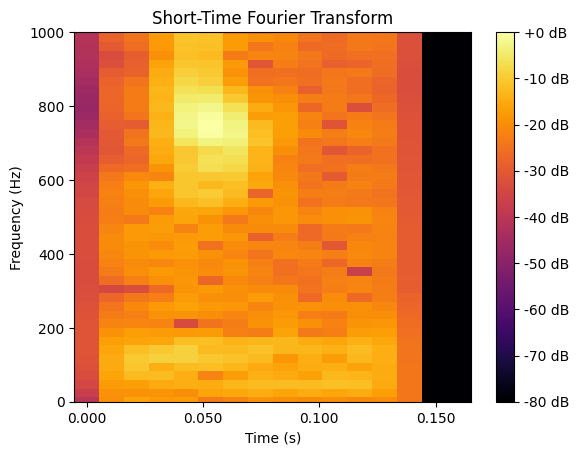 Short-Time Fourier Transform
1000
800
600
400
200
0
Frequency (Hz)
0.000
0.050
0.100
0.150
Time (s)
+0 dB
-10 dB
-20 dB
-30 dB
-40 dB
-50 dB
-60 dB
-70 dB
-80 dB